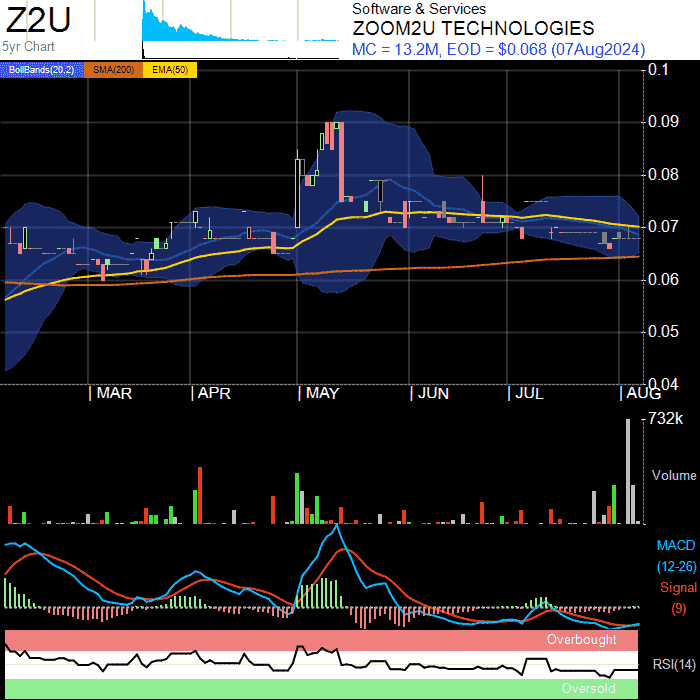 Z2U
5yr Chart
Software & Services
ZOOM2U TECHNOLOGIES
MC = 13.2M, EOD = $0.068 (07Aug2024)
BollBands(20,2) SMA(200) EMA(50)
0.1
0.09
0.08
0.07
0.06
0.05
0.04
MAR APR MAY JUN JUL AUG
732k
Volume
MACD
(12-26)
Signal
(9)
Overbought
RSI(14)
Oversold